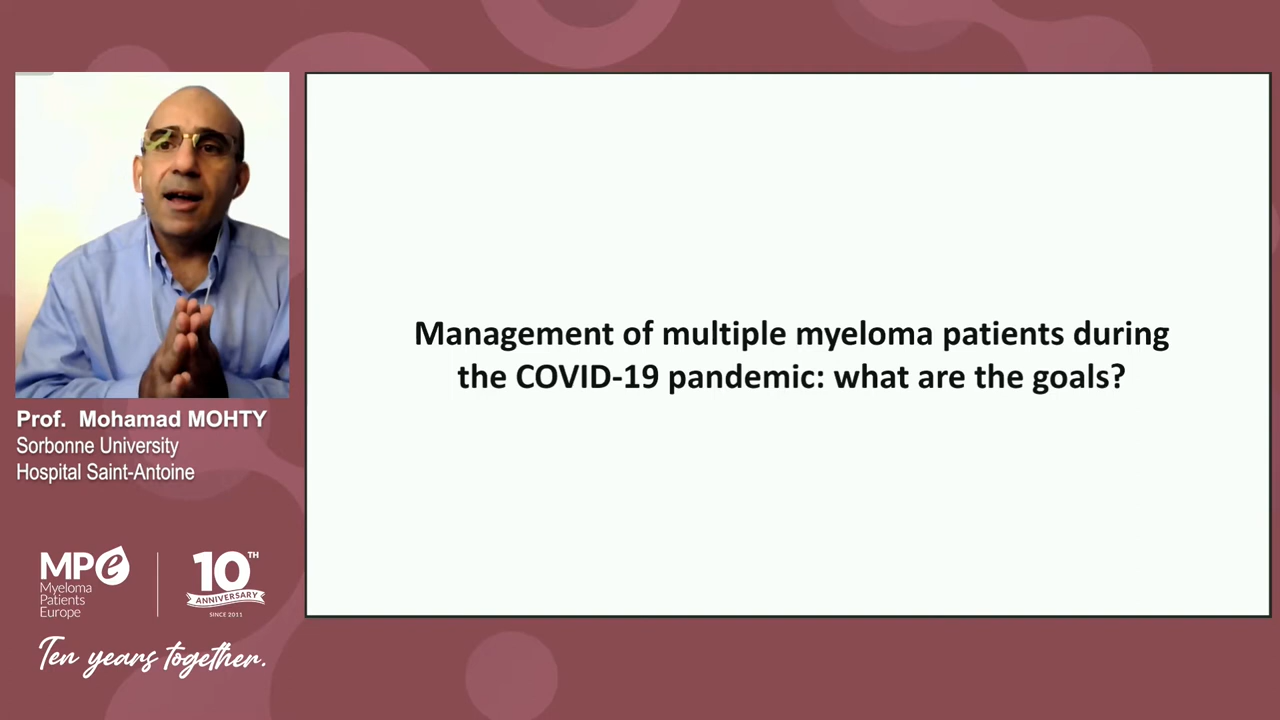 Management of multiple myeloma patients during
the COVID-19 pandemic: what are the goals?
Prof. Mohamad MOHTY
Sorbonne University
Hospital Saint-Antoine
MPe
Myeloma
Patients
Europe
10TH
ANNIVERSARY
SINCE 2011
Ten years together.